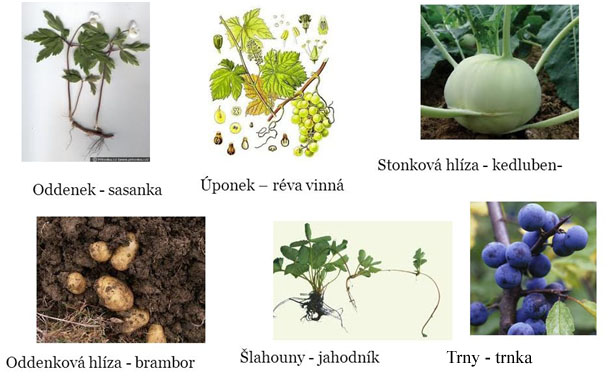 Oddenek - sasanka
Úponek – réva vinná
Stonková hlíza - kedluben-
Oddenková hlíza - brambor
Šlahouny - jahodník
Trny - trnka